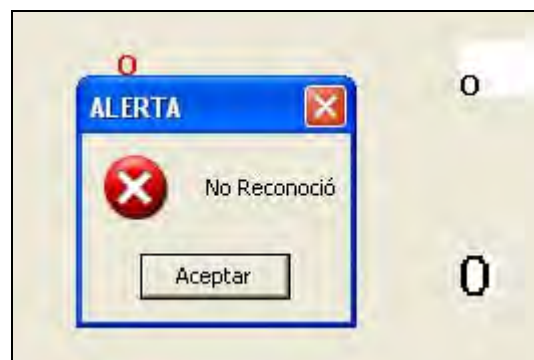 o
o
ALERTA
No Reconoció
Aceptar
0